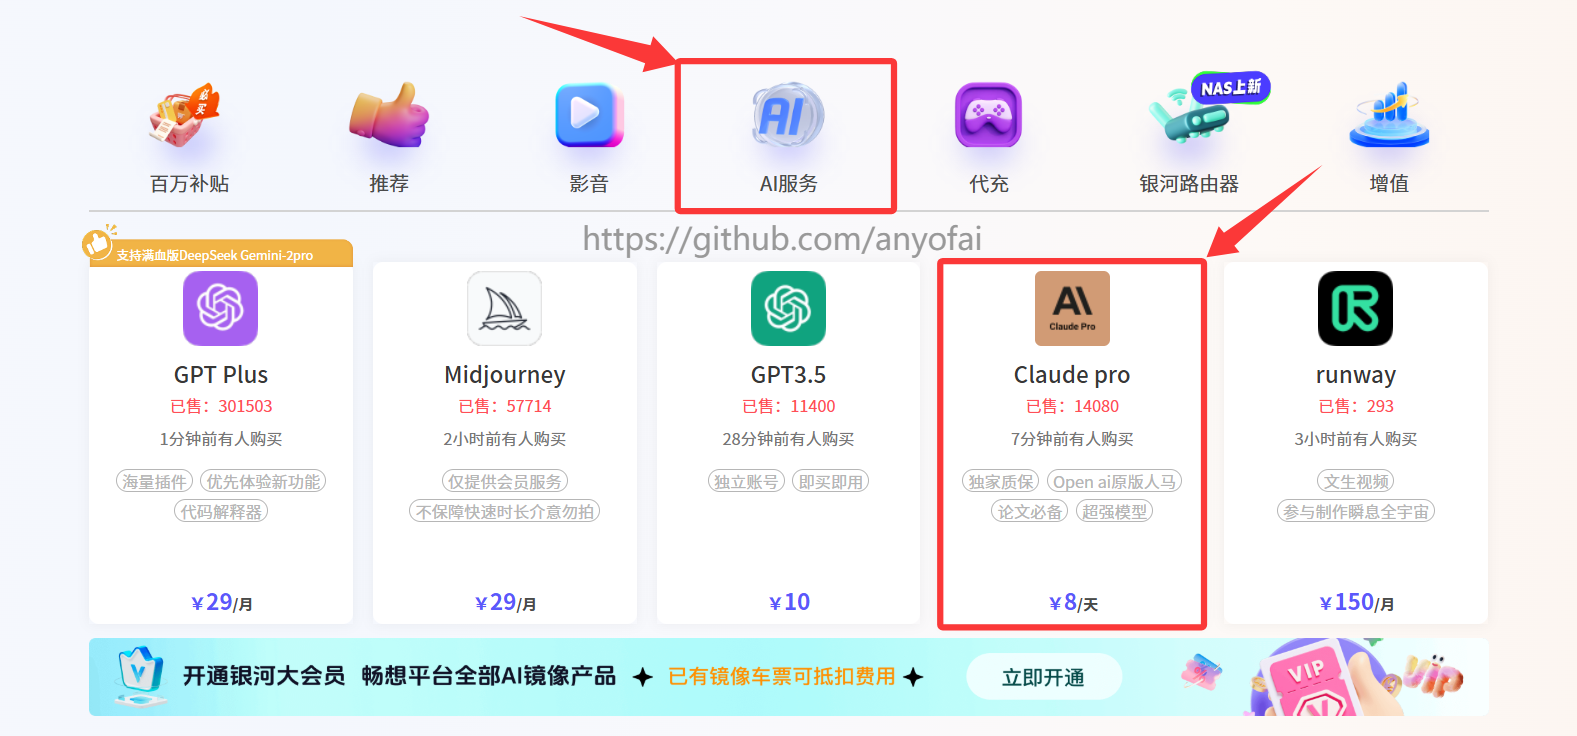 必买
AI
NAS上新
百万补贴
推荐
影音
AI服务
代充
银河路由器
增值
https://github.com/anyofai
支持满血版DeepSeek Gemini-2pro
GPT Plus
已售：301503
1分钟前有人购买
海量插件 优先体验新功能
代码解释器
¥29/月
Midjourney
已售：57714
2小时前有人购买
仅提供会员服务
不保障快速时长介意勿拍
¥29/月
GPT3.5
已售：11400
28分钟前有人购买
独立账号 即买即用
¥10
AI
Claude Pro
Claude pro
已售：14080
7分钟前有人购买
独家质保 Open ai原版人马
论文必备 超强模型
¥8/天
runway
已售：293
3小时前有人购买
文生视频
参与制作瞬息全宇宙
¥150/月
开通银河大会员 畅想平台全部AI镜像产品 已有镜像车票可抵扣费用
立即开通
VIP
VIP